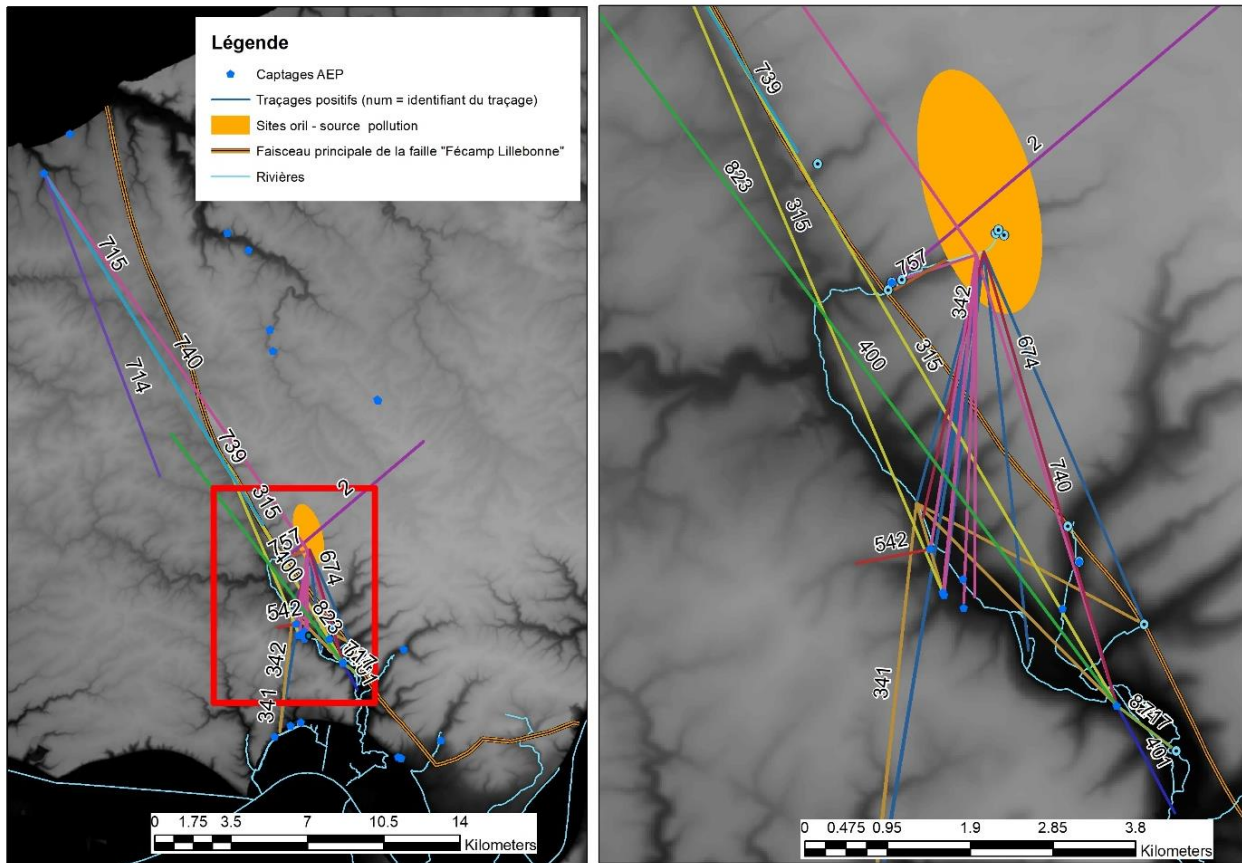 Légende
Captages AEP
Traçages positifs (num = identifiant du traçage)
Sites oril - source pollution
Faisceau principale de la faille "Fécamp Lillebonne"
Rivières
715
714
740
739
315
2
400
674
542
823
342
341
717
0 1.75 3.5 7 10.5 14
Kilometers
739
2
823
315
757
342
400
315
674
740
542
341
717
401
0 0.475 0.95 1.9 2.85 3.8
Kilometers